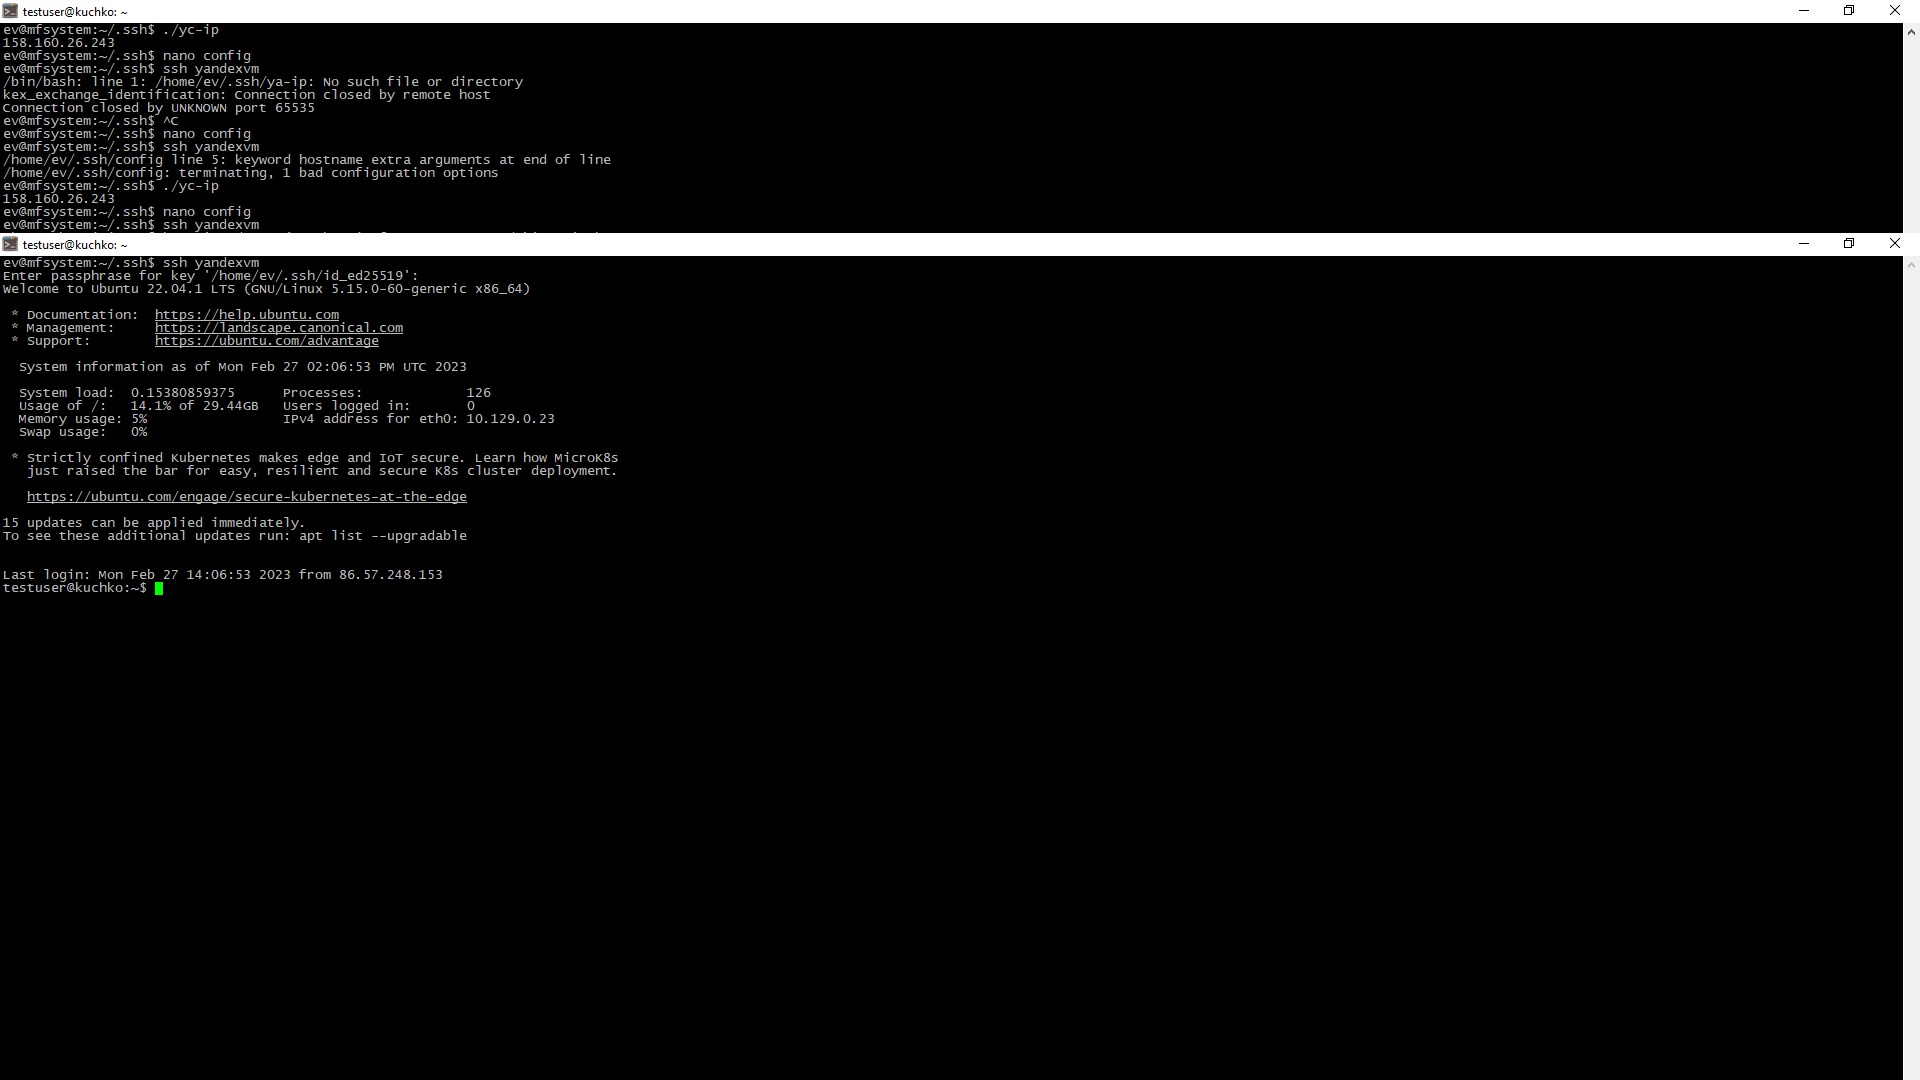 testuser@kuchko: ~
ev@mfsystem:~/.ssh$ ./yc-ip
158.160.26.243
ev@mfsystem:~/.ssh$ nano config
ev@mfsystem:~/.ssh$ ssh yandexvm
/bin/bash: line 1: /home/ev/.ssh/ya-ip: No such file or directory
kex_exchange_identification: Connection closed by remote host
Connection closed by UNKNOWN port 65535
ev@mfsystem:~/.ssh$ ^C
ev@mfsystem:~/.ssh$ nano config
ev@mfsystem:~/.ssh$ ssh yandexvm
/home/ev/.ssh/config line 5: keyword hostname extra arguments at end of line
/home/ev/.ssh/config: terminating, 1 bad configuration options
ev@mfsystem:~/.ssh$ ./yc-ip
158.160.26.243
ev@mfsystem:~/.ssh$ nano config
ev@mfsystem:~/.ssh$ ssh yandexvm
testuser@kuchko: ~
ev@mfsystem:~/.ssh$ ssh yandexvm
Enter passphrase for key '/home/ev/.ssh/id_ed25519':
Welcome to Ubuntu 22.04.1 LTS (GNU/Linux 5.15.0-60-generic x86_64)
* Documentation:  https://help.ubuntu.com
* Management:     https://landscape.canonical.com
* Support:        https://ubuntu.com/advantage
System information as of Mon Feb 27 02:06:53 PM UTC 2023
System load:  0.15380859375      Processes:             126
Usage of /:   14.1% of 29.44GB   Users logged in:       0
Memory usage: 5%                 IPv4 address for eth0: 10.129.0.23
Swap usage:   0%
* Strictly confined Kubernetes makes edge and IoT secure. Learn how MicroK8s
just raised the bar for easy, resilient and secure K8s cluster deployment.
https://ubuntu.com/engage/secure-kubernetes-at-the-edge
15 updates can be applied immediately.
To see these additional updates run: apt list --upgradable
Last login: Mon Feb 27 14:06:53 2023 from 86.57.248.153
testuser@kuchko:~$